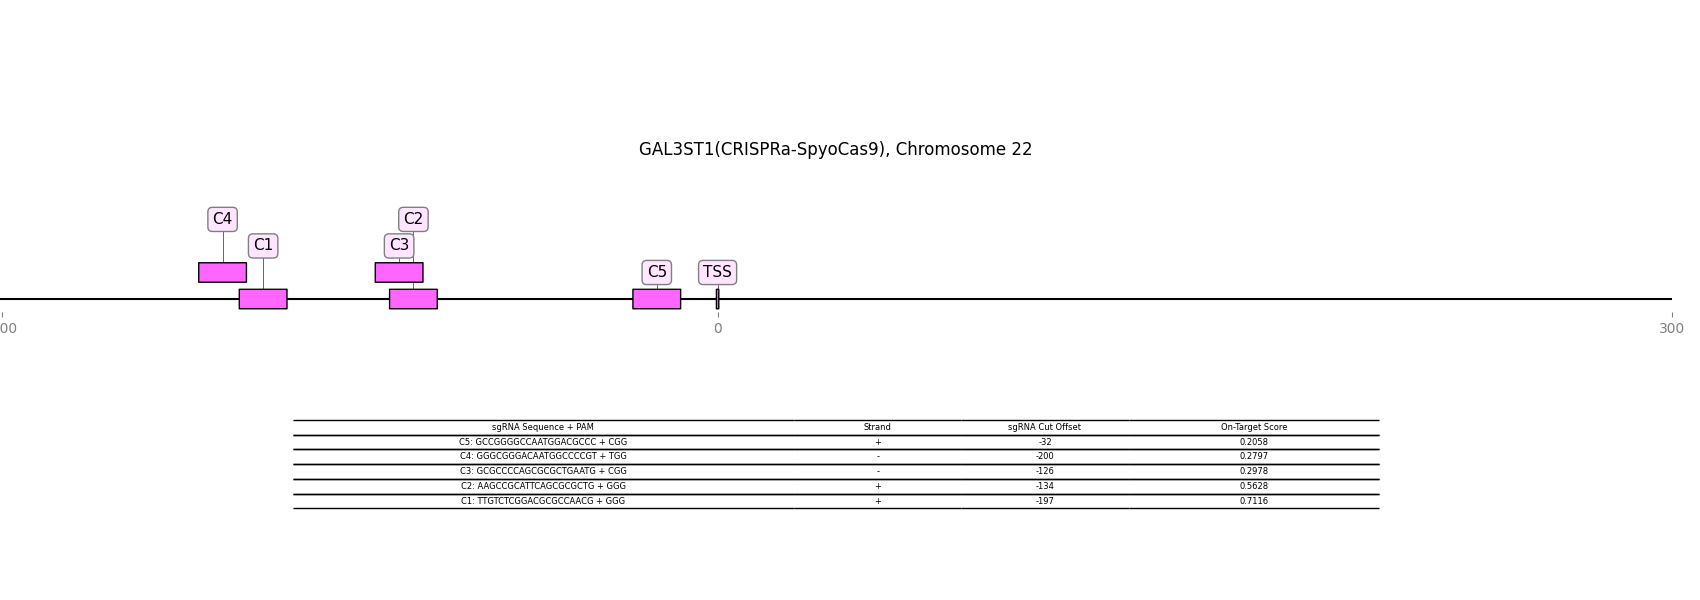 GAL3ST1(CRISPRa-SpyoCas9), Chromosome 22
C4
C2
C1
C3
C5
TSS
00
0
300
sgRNA Sequence + PAM Strand sgRNA Cut Offset On-Target Score
C5: GCCGGGGCCAATGGACGCCC + CGG + -32 0.2058
C4: GGGCGGGACAATGGCCCCGT + TGG - -200 0.2797
C3: GCGCCCCAGCGCGCTGAATG + CGG - -126 0.2978
C2: AAGCCGCATTCAGCGCGCTG + GGG + -134 0.5628
C1: TTGTCTCGGACGCGCCAACG + GGG + -197 0.7116